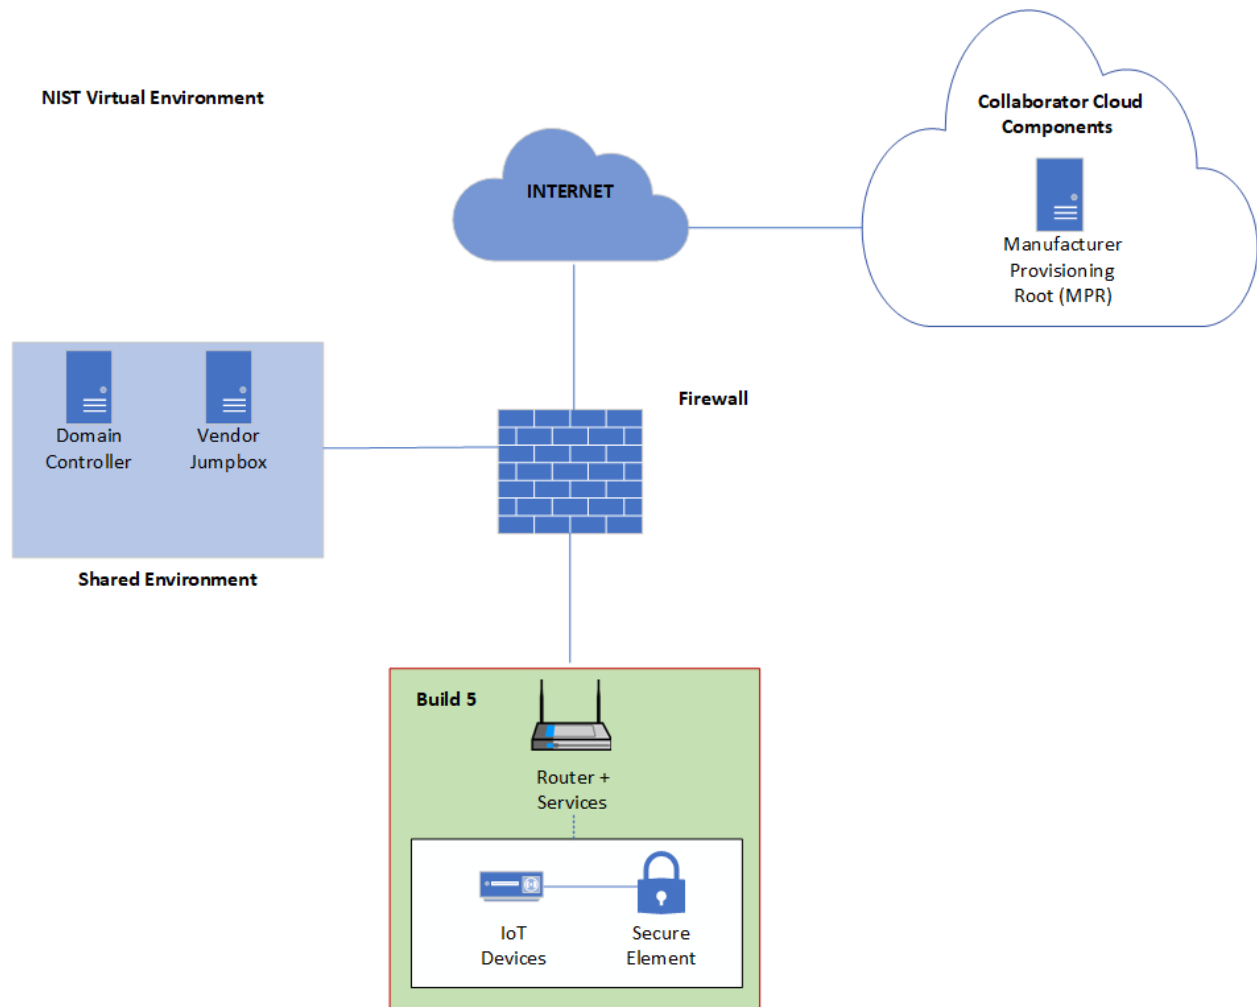 NIST Virtual Environment
Collaborator Cloud
Components
INTERNET
Manufacturer
Provisioning
Root (MPR)
Firewall
Domain
Controller
Vendor
Jumpbox
Shared Environment
Build 5
Router +
Services
IoT
Devices
Secure
Element